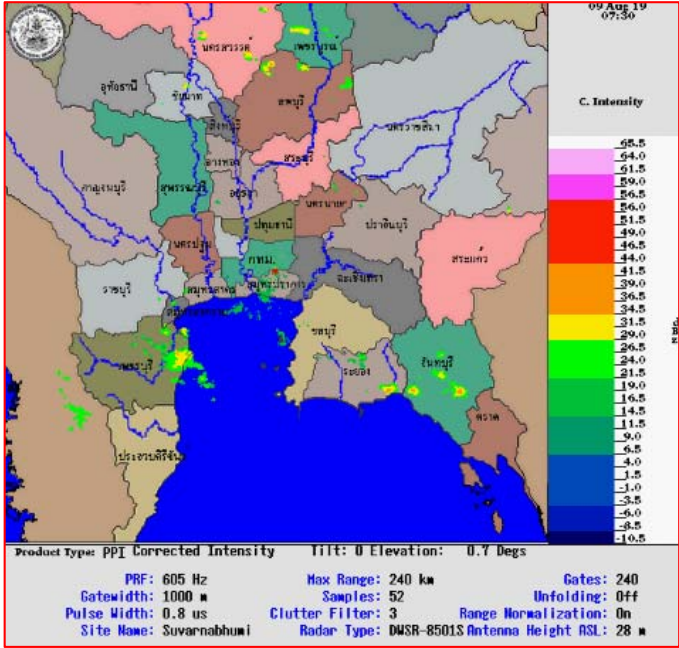 09 Aug 19
07:30
C. Intensity
นครสวรรค์
เพชรบูรณ์
อุทัยธานี
ชัยนาท
ลพบุรี
สิงห์บุรี
นครราชสีมา
อ่างทอง
สระบุรี
กาญจนบุรี
สุพรรณบุรี
อยุธยา
นครนายก
ปทุมธานี
ปราจีนบุรี
นครปฐม
กทม.
สระแก้ว
ราชบุรี
สมุทรสาคร
สมุทรปราการ
ฉะเชิงเทรา
ชลบุรี
เพชรบุรี
ระยอง
จันทบุรี
ตราด
ประจวบคีรีขันธ์
65.5
64.0
61.5
59.0
56.5
56.0
51.5
49.0
46.5
44.0
41.5
39.0
36.5
34.0
31.5
29.0
26.5
24.0
21.5
19.0
16.5
14.5
11.5
9.0
6.5
4.0
1.5
-1.0
-3.5
-6.0
-8.5
-10.5
Product Type: PPI Corrected Intensity Tilt: 0 Elevation: 0.7 Degs
PRF: 605 Hz Max Range: 240 km Gates: 240
Gatewidth: 1000 m Samples: 52 Unfolding: Off
Pulse Width: 0.8 us Clutter Filter: 3 Range Normalization: On
Site Name: Suvarnabhumi Radar Type: DWSR-8501S Antenna Height ASL: 28 m